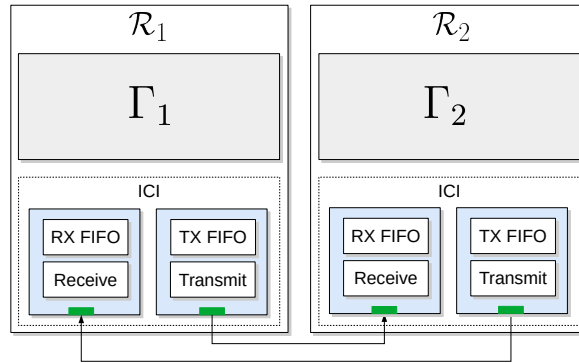 ℛ₁
Γ₁
ICI
RX FIFO
TX FIFO
Receive
Transmit
ℛ₂
Γ₂
ICI
RX FIFO
TX FIFO
Receive
Transmit